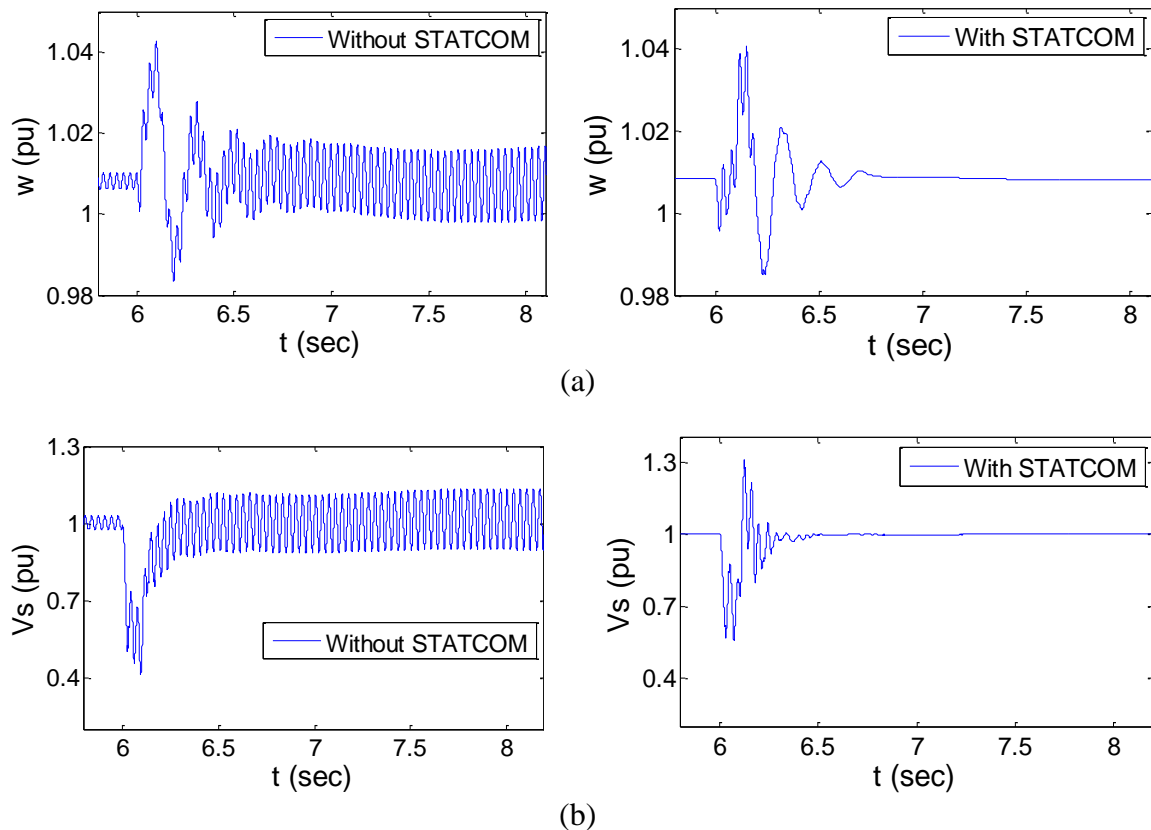 Without STATCOM
1.04
1.02
1
0.98
w (pu)
6
6.5
7
7.5
8
t (sec)
With STATCOM
1.04
1.02
1
0.98
w (pu)
6
6.5
7
7.5
8
t (sec)
(a)
1.3
1
0.7
0.4
Vs (pu)
Without STATCOM
6
6.5
7
7.5
8
t (sec)
With STATCOM
1.3
1
0.7
0.4
Vs (pu)
6
6.5
7
7.5
8
t (sec)
(b)